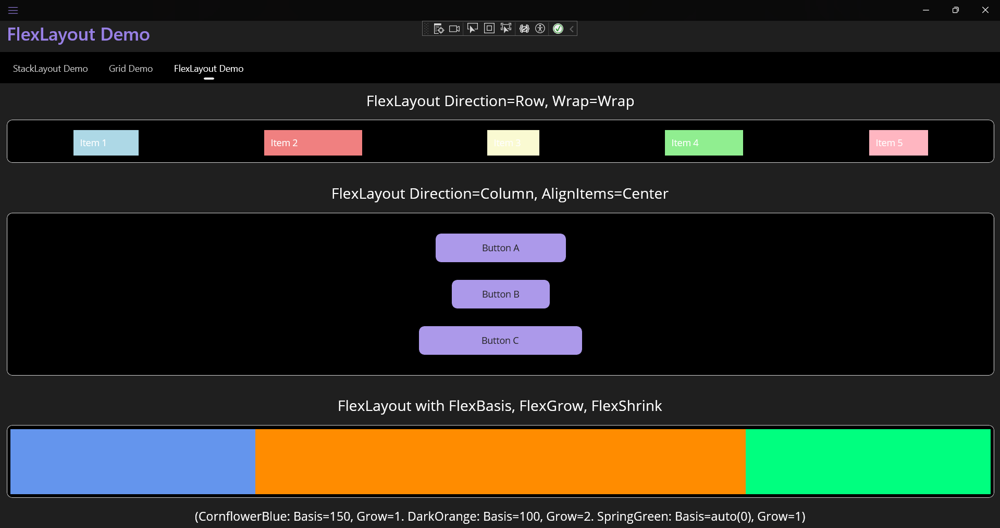 FlexLayout Demo
StackLayout Demo Grid Demo FlexLayout Demo
FlexLayout Direction=Row, Wrap=Wrap
Item 1 Item 2 Item 3 Item 4 Item 5
FlexLayout Direction=Column, AlignItems=Center
Button A
Button B
Button C
FlexLayout with FlexBasis, FlexGrow, FlexShrink
(CornflowerBlue: Basis=150, Grow=1. DarkOrange: Basis=100, Grow=2. SpringGreen: Basis=auto(0), Grow=1)